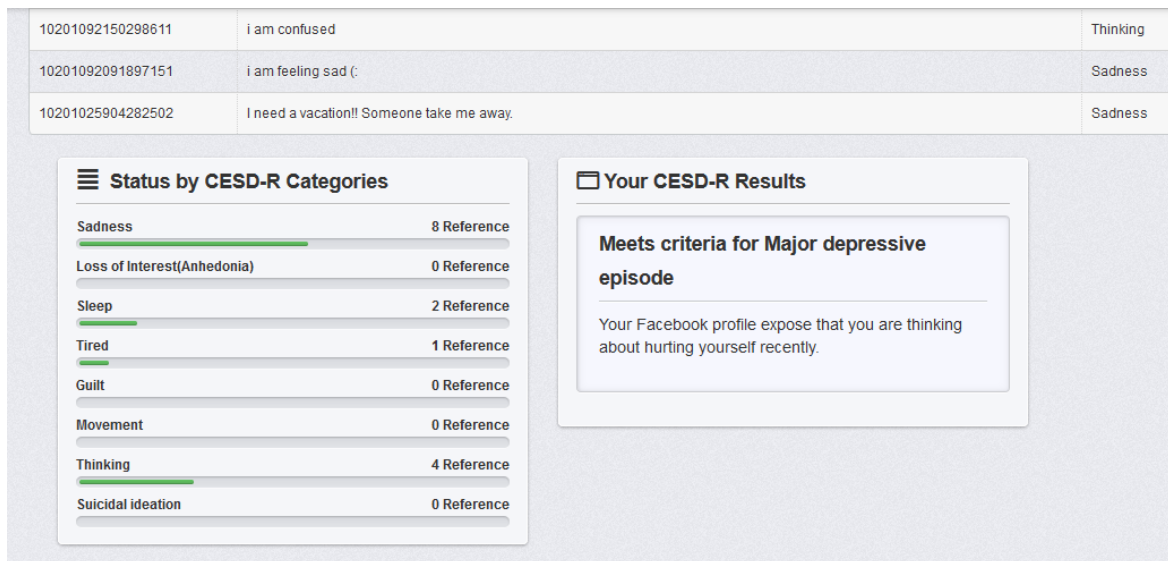 10201092150298611 i am confused Thinking
10201092091897151 i am feeling sad (: Sadness
10201025904282502 I need a vacation!! Someone take me away. Sadness
Status by CESD-R Categories
Sadness 8 Reference
Loss of Interest(Anhedonia) 0 Reference
Sleep 2 Reference
Tired 1 Reference
Guilt 0 Reference
Movement 0 Reference
Thinking 4 Reference
Suicidal ideation 0 Reference
Your CESD-R Results
Meets criteria for Major depressive
episode
Your Facebook profile expose that you are thinking
about hurting yourself recently.